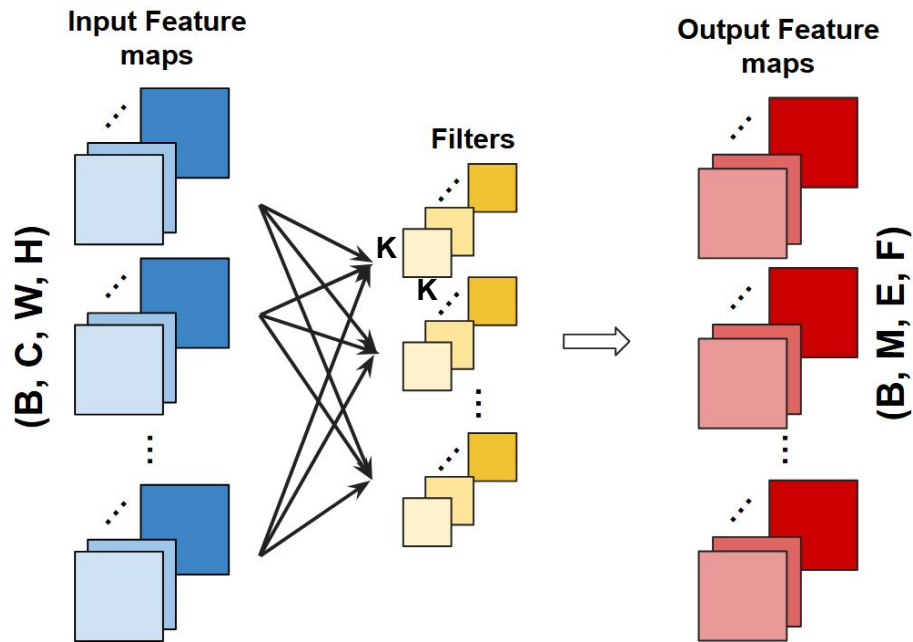 Input Feature
maps
(B, C, W, H)
Filters
K
K
Output Feature
maps
(B, M, E, F)